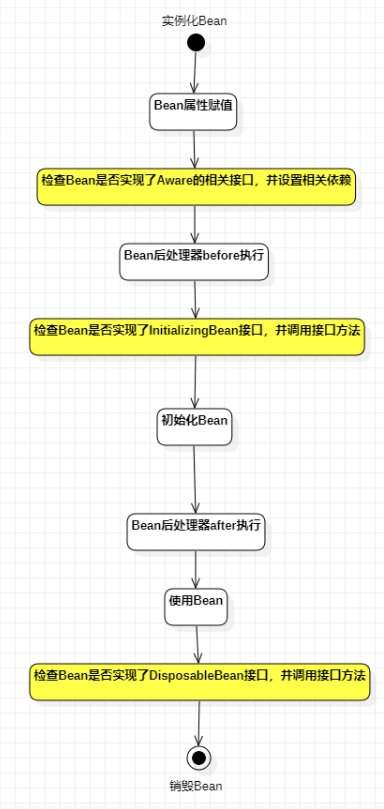 实例化Bean
Bean属性赋值
检查Bean是否实现了Aware的相关接口，并设置相关依赖
Bean后处理器before执行
检查Bean是否实现了InitializingBean接口，并调用接口方法
初始化Bean
Bean后处理器after执行
使用Bean
检查Bean是否实现了DisposableBean接口，并调用接口方法
销毁Bean